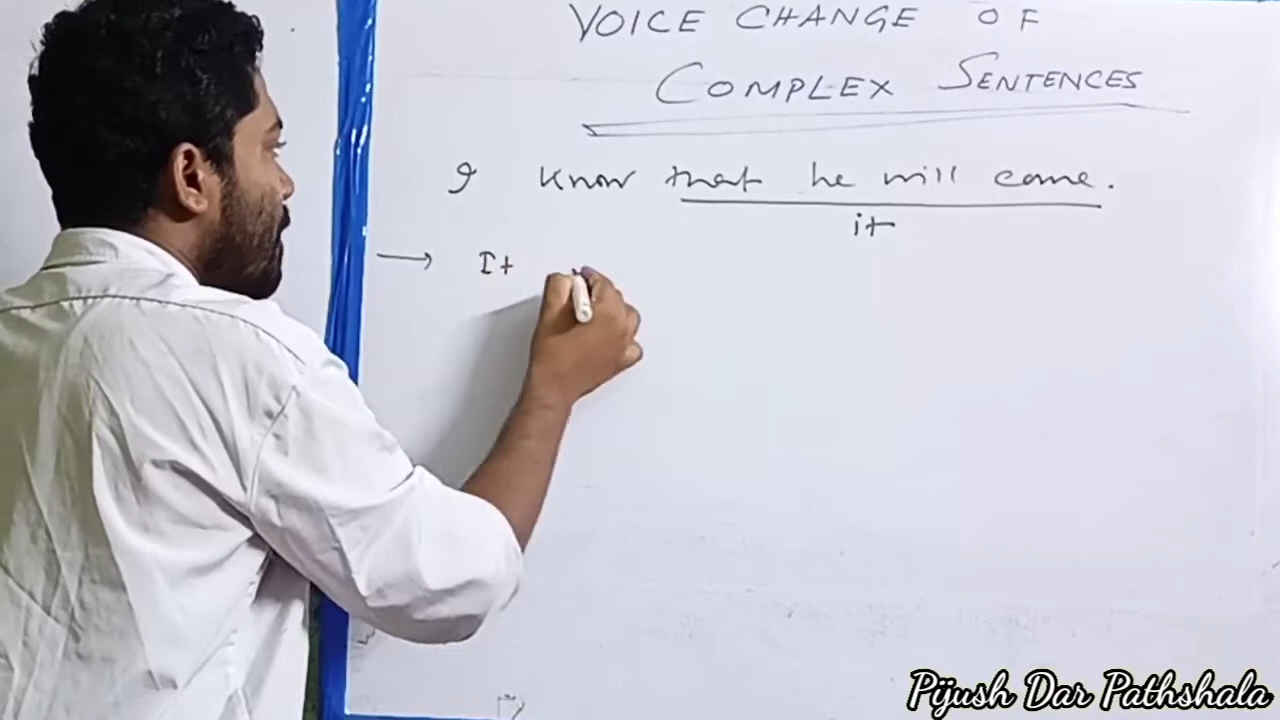 VOICE CHANGE OF
COMPLEX SENTENCES
I know that he will come.
it
→ It
Pijush Dar Pathshala